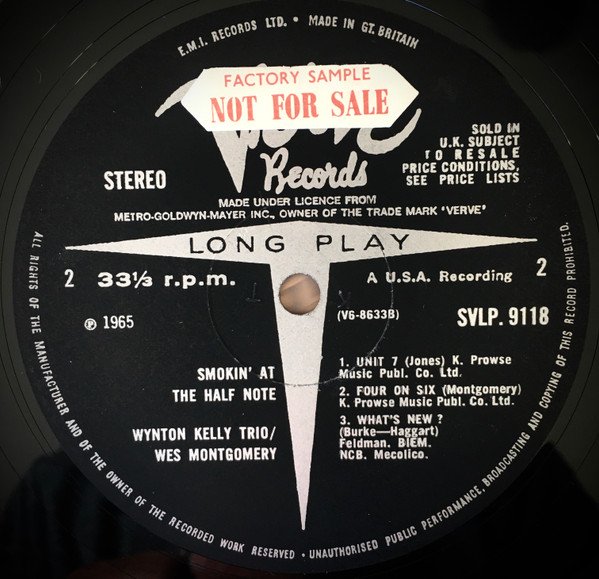 E.M.I. RECORDS LTD. • MADE IN GT. BRITAIN
FACTORY SAMPLE
NOT FOR SALE
Records
STEREO
SOLD IN
U.K. SUBJECT
TO RESALE
PRICE CONDITIONS,
SEE PRICE LISTS
MADE UNDER LICENCE FROM
METRO-GOLDWYN-MAYER INC., OWNER OF THE TRADE MARK 'VERVE'
LONG PLAY
2 33⅓ r.p.m.
A U.S.A. Recording 2
℗ 1965
(V6-8633B)
SVLP. 9118
SMOKIN' AT
THE HALF NOTE
WYNTON KELLY TRIO/
WES MONTGOMERY
1. UNIT 7 (Jones) K. Prowse
Music Publ. Co. Ltd.
2. FOUR ON SIX (Montgomery)
K. Prowse Music Publ. Co. Ltd.
3. WHAT'S NEW ?
(Burke—Haggart)
Feldman. BIEM.
NCB. Mecolico.
ALL RIGHTS OF THE MANUFACTURER AND OF THE OWNER OF THE RECORDED WORK RESERVED • UNAUTHORISED PUBLIC PERFORMANCE, BROADCASTING AND COPYING OF THIS RECORD PROHIBITED.